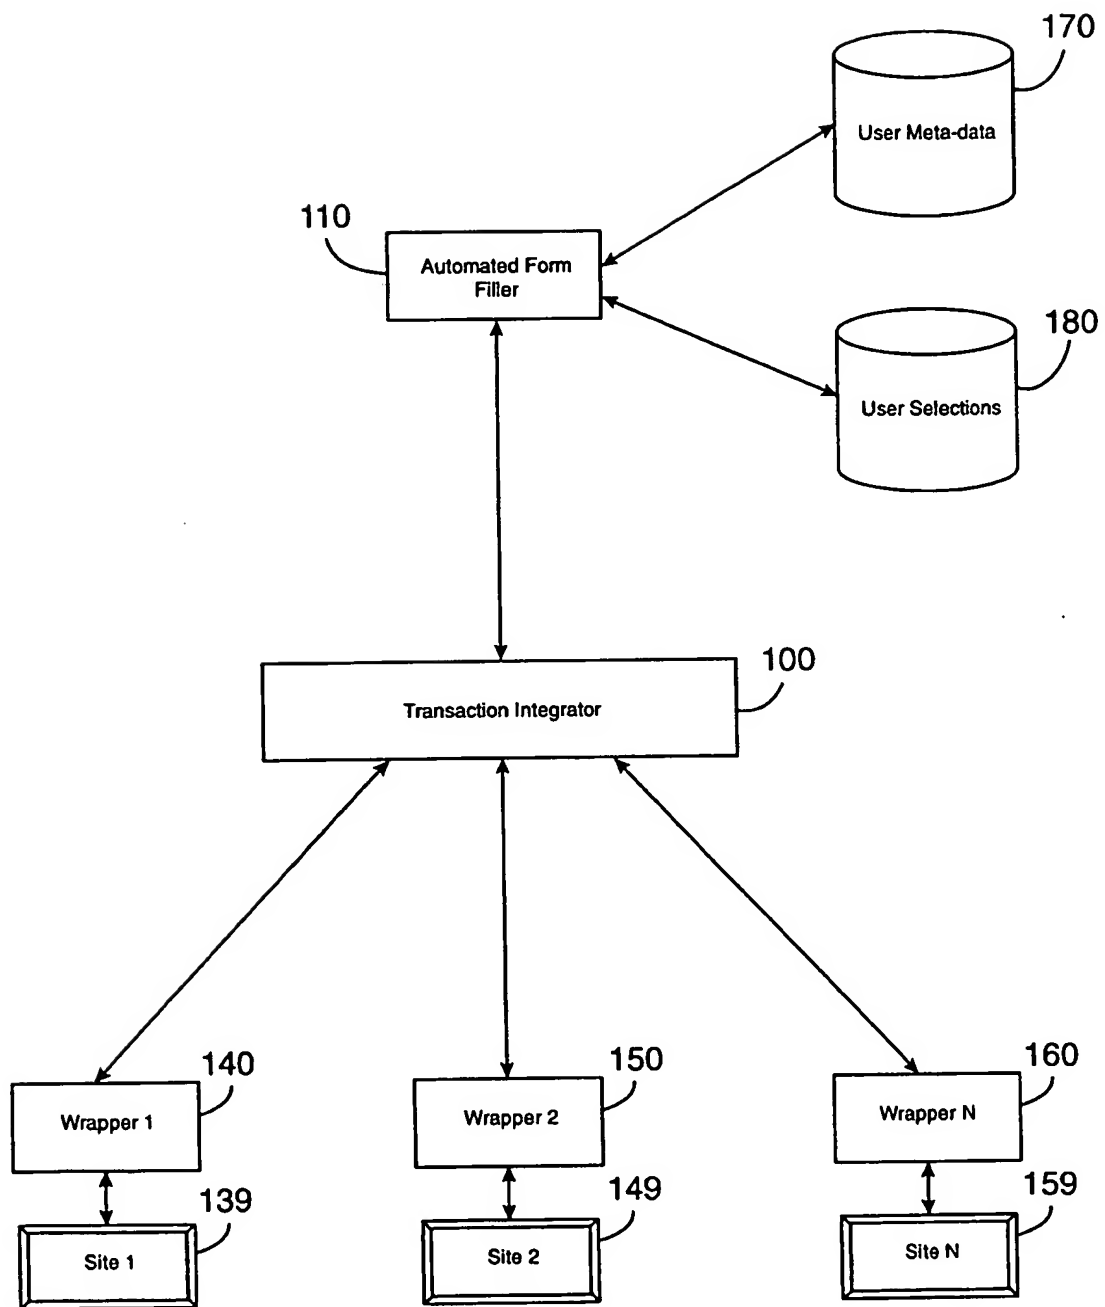 170
User Meta-data
110
Automated Form
Filler
180
User Selections
100
Transaction Integrator
140
Wrapper 1
150
Wrapper 2
160
Wrapper N
139
Site 1
149
Site 2
159
Site N